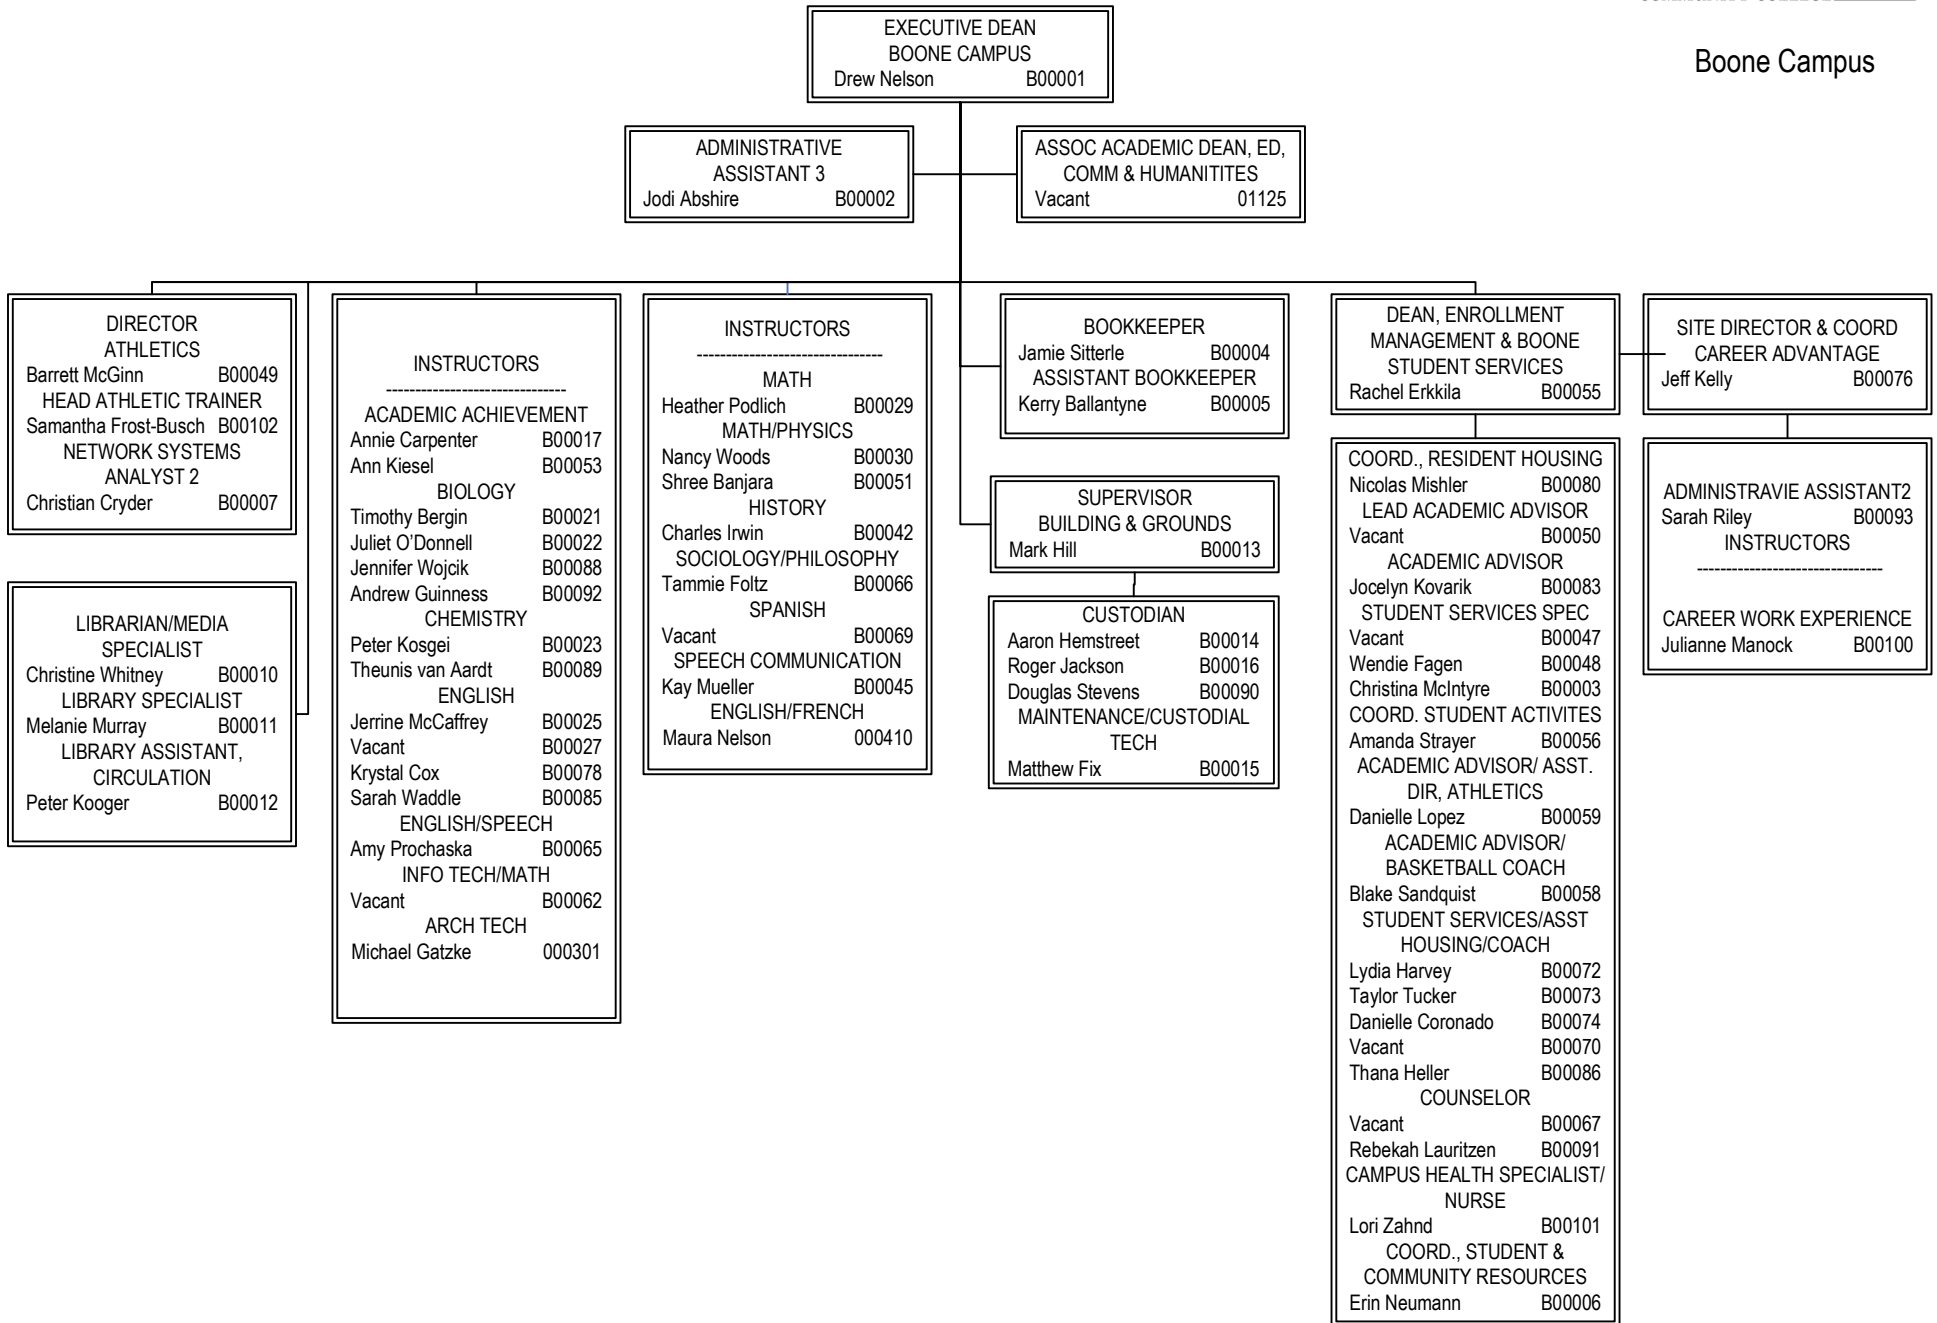 Boone Campus
EXECUTIVE DEAN
BOONE CAMPUS
Drew Nelson B00001
ADMINISTRATIVE
ASSISTANT 3
Jodi Abshire B00002
ASSOC ACADEMIC DEAN, ED,
COMM & HUMANITITES
Vacant 01125
DIRECTOR
ATHLETICS
Barrett McGinn B00049
HEAD ATHLETIC TRAINER
Samantha Frost-Busch B00102
NETWORK SYSTEMS
ANALYST 2
Christian Cryder B00007
LIBRARIAN/MEDIA
SPECIALIST
Christine Whitney B00010
LIBRARY SPECIALIST
Melanie Murray B00011
LIBRARY ASSISTANT,
CIRCULATION
Peter Kooger B00012
INSTRUCTORS
-------------------------------
ACADEMIC ACHIEVEMENT
Annie Carpenter B00017
Ann Kiesel B00053
BIOLOGY
Timothy Bergin B00021
Juliet O’Donnell B00022
Jennifer Wojcik B00088
Andrew Guinness B00092
CHEMISTRY
Peter Kosgei B00023
Theunis van Aardt B00089
ENGLISH
Jerrine McCaffrey B00025
Vacant B00027
Krystal Cox B00078
Sarah Waddle B00085
ENGLISH/SPEECH
Amy Prochaska B00065
INFO TECH/MATH
Vacant B00062
ARCH TECH
Michael Gatzke 000301
INSTRUCTORS
--------------------------------
MATH
Heather Podlich B00029
MATH/PHYSICS
Nancy Woods B00030
Shree Banjara B00051
HISTORY
Charles Irwin B00042
SOCIOLOGY/PHILOSOPHY
Tammie Foltz B00066
SPANISH
Vacant B00069
SPEECH COMMUNICATION
Kay Mueller B00045
ENGLISH/FRENCH
Maura Nelson 000410
BOOKKEEPER
Jamie Sitterle B00004
ASSISTANT BOOKKEEPER
Kerry Ballantyne B00005
SUPERVISOR
BUILDING & GROUNDS
Mark Hill B00013
CUSTODIAN
Aaron Hemstreet B00014
Roger Jackson B00016
Douglas Stevens B00090
MAINTENANCE/CUSTODIAL
TECH
Matthew Fix B00015
DEAN, ENROLLMENT
MANAGEMENT & BOONE
STUDENT SERVICES
Rachel Erkkila B00055
COORD., RESIDENT HOUSING
Nicolas Mishler B00080
LEAD ACADEMIC ADVISOR
Vacant B00050
ACADEMIC ADVISOR
Jocelyn Kovarik B00083
STUDENT SERVICES SPEC
Vacant B00047
Wendie Fagen B00048
Christina McIntyre B00003
COORD. STUDENT ACTIVITES
Amanda Strayer B00056
ACADEMIC ADVISOR/ ASST.
DIR, ATHLETICS
Danielle Lopez B00059
ACADEMIC ADVISOR/
BASKETBALL COACH
Blake Sandquist B00058
STUDENT SERVICES/ASST
HOUSING/COACH
Lydia Harvey B00072
Taylor Tucker B00073
Danielle Coronado B00074
Vacant B00070
Thana Heller B00086
COUNSELOR
Vacant B00067
Rebekah Lauritzen B00091
CAMPUS HEALTH SPECIALIST/
NURSE
Lori Zahnd B00101
COORD., STUDENT &
COMMUNITY RESOURCES
Erin Neumann B00006
SITE DIRECTOR & COORD
CAREER ADVANTAGE
Jeff Kelly B00076
ADMINISTRAVIE ASSISTANT2
Sarah Riley B00093
INSTRUCTORS
--------------------------------
CAREER WORK EXPERIENCE
Julianne Manock B00100